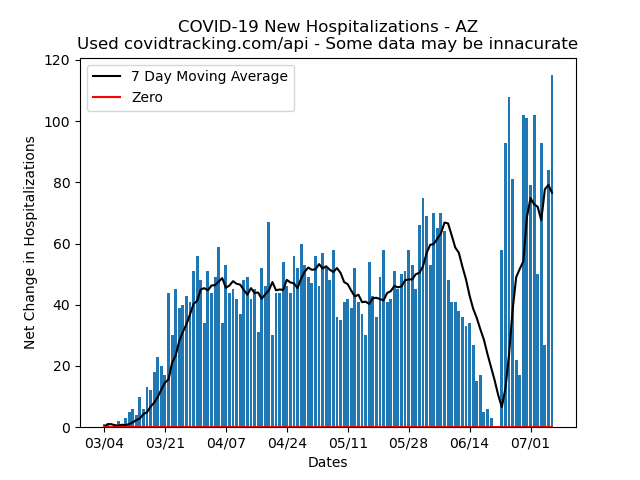 COVID-19 New Hospitalizations - AZ
Used covidtracking.com/api - Some data may be innacurate
7 Day Moving Average
Zero
Net Change in Hospitalizations
120
100
80
60
40
20
0
03/04 03/21 04/07 04/24 05/11 05/28 06/14 07/01
Dates